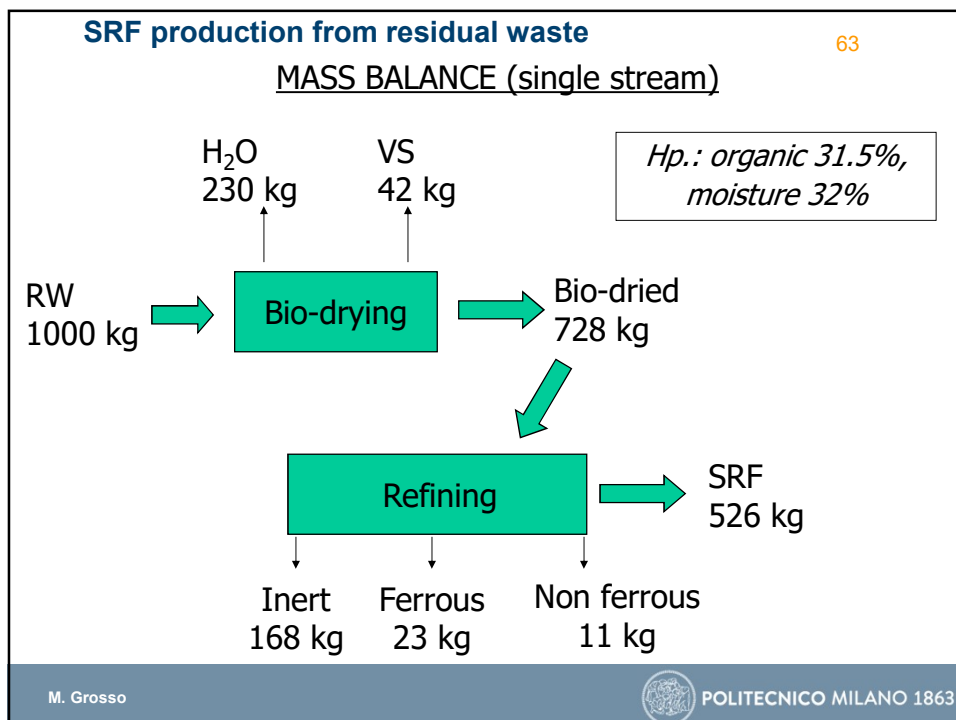 SRF production from residual waste
63
MASS BALANCE (single stream)
H₂O
230 kg
VS
42 kg
Hp.: organic 31.5%,
moisture 32%
RW
1000 kg
Bio-drying
Bio-dried
728 kg
Refining
SRF
526 kg
Inert
168 kg
Ferrous
23 kg
Non ferrous
11 kg
M. Grosso
POLITECNICO MILANO 1863